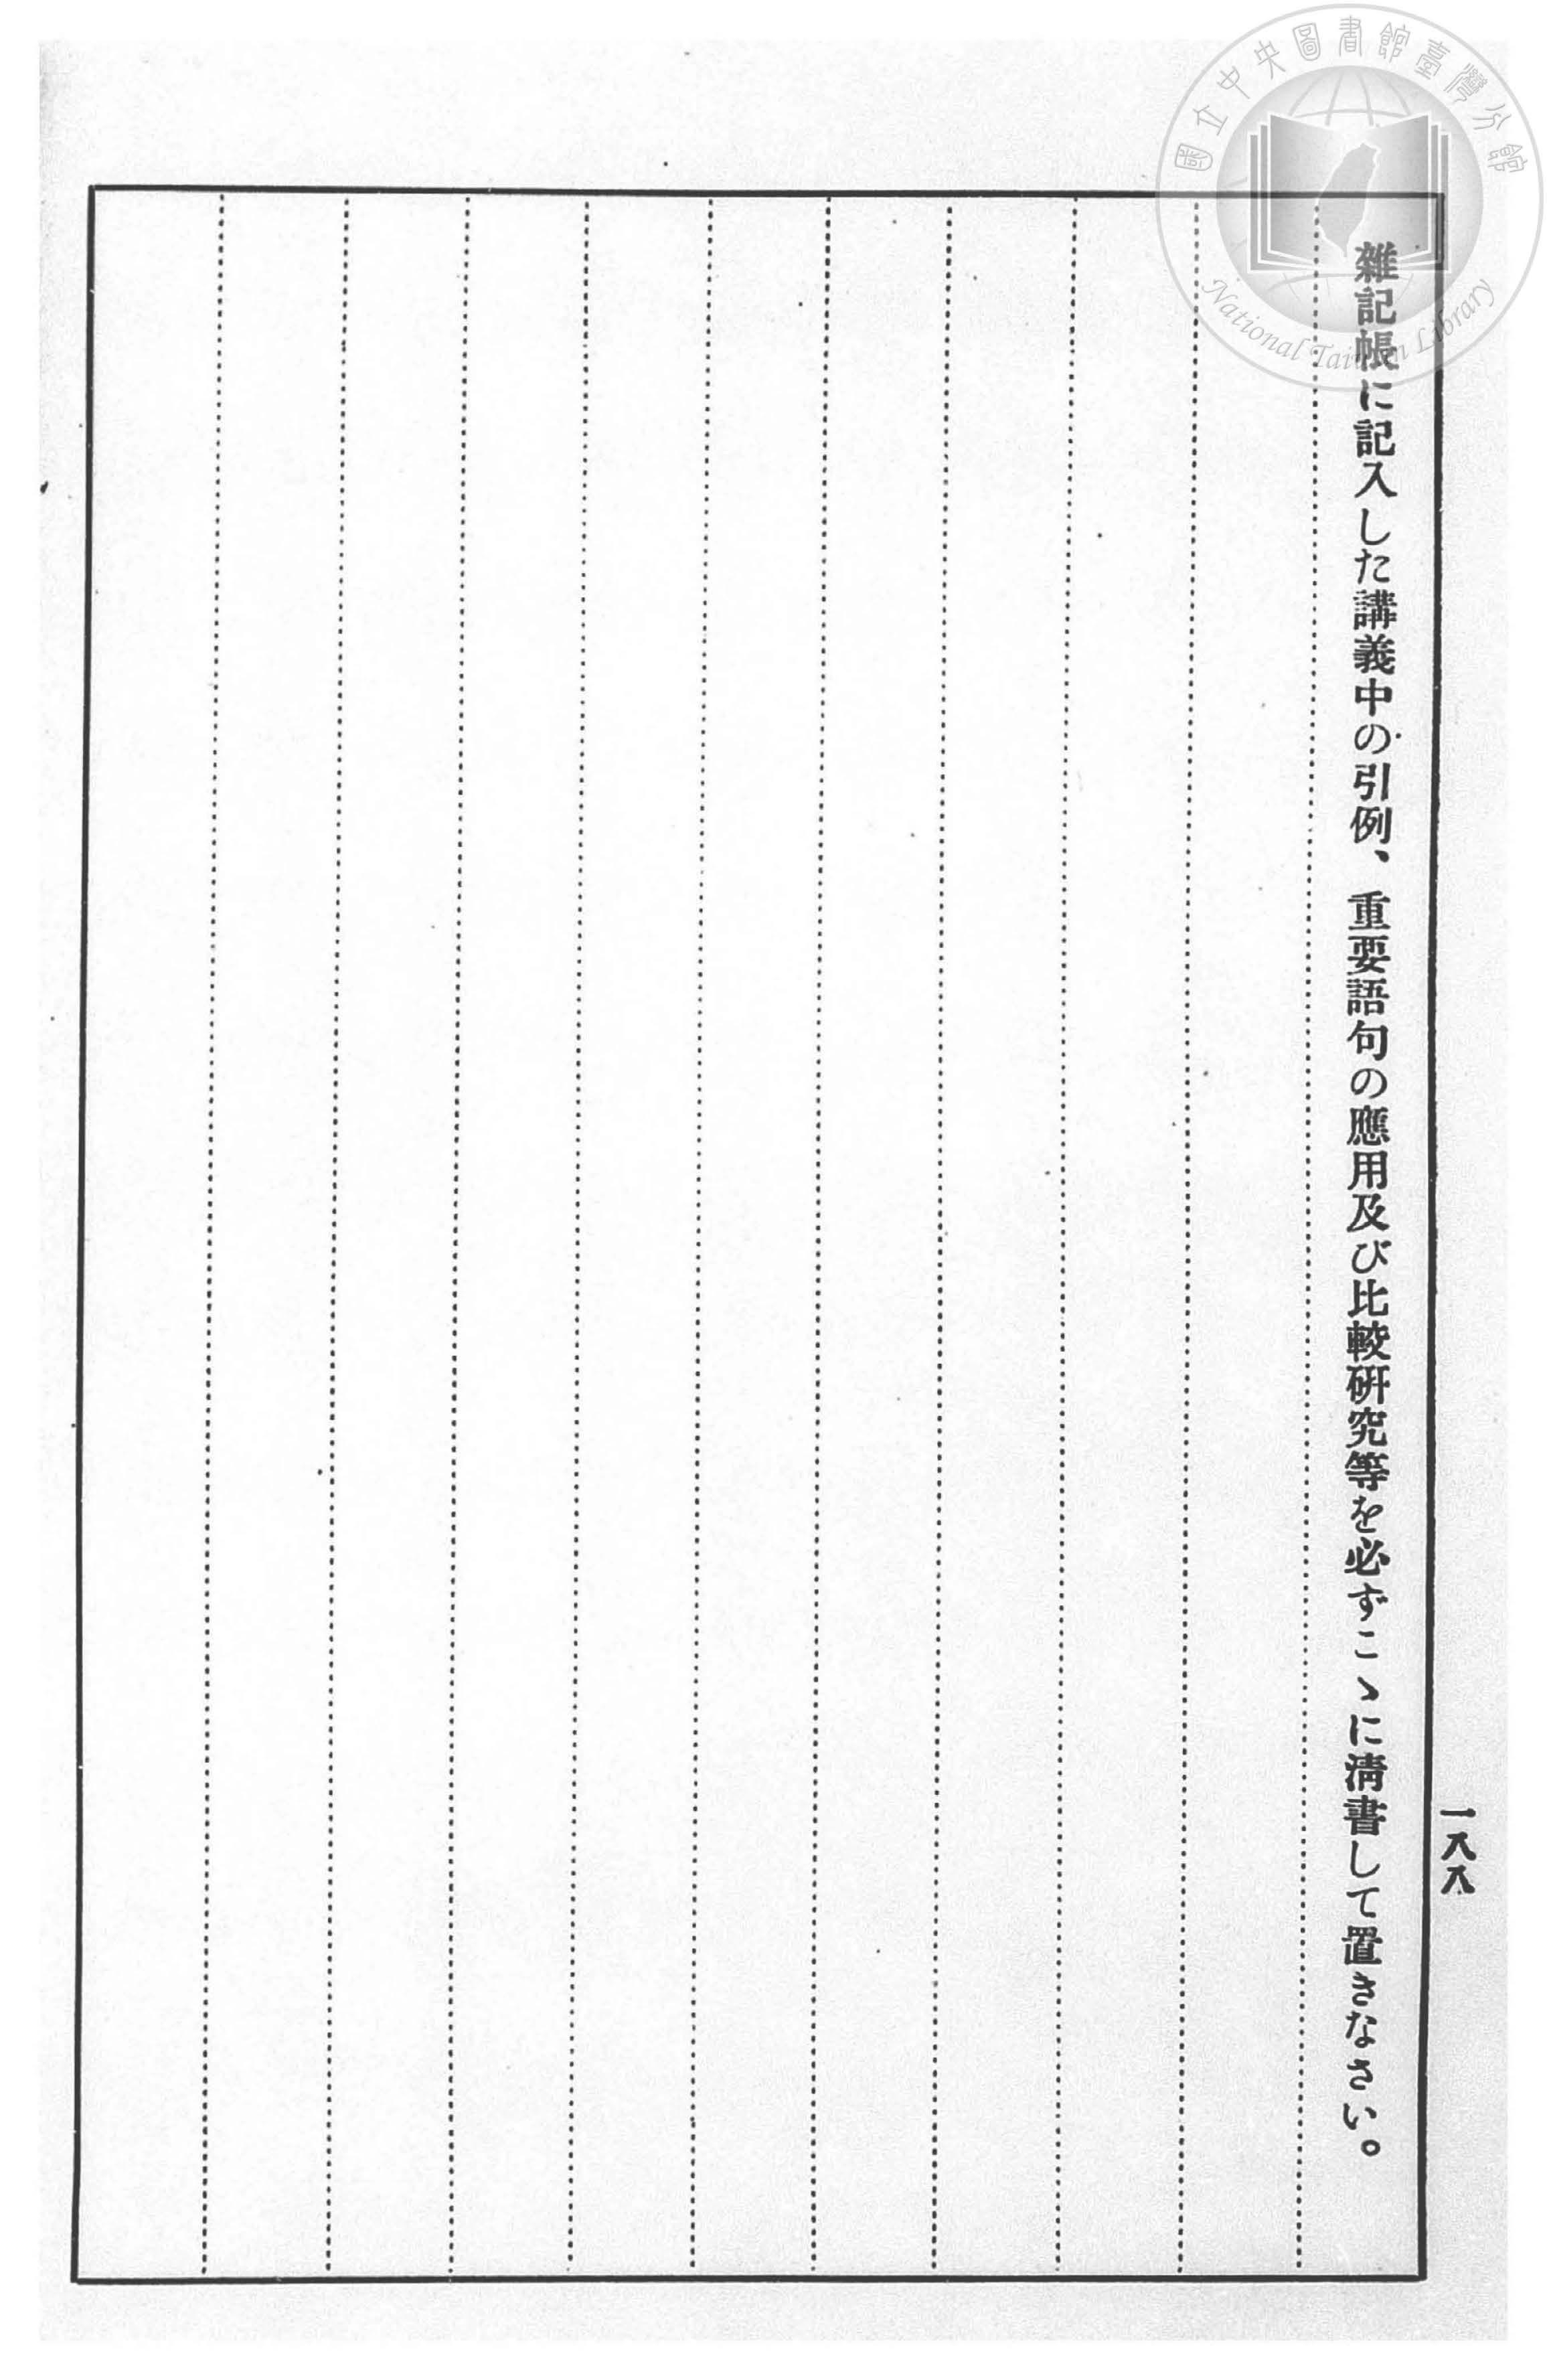 雜記帳に記入した講義中の引例、重要語句の應用及び比較硏究等を必ずこゝに淸書して置きなさい。
一八八
國立中央圖書館臺灣分館
National Taiwan Library